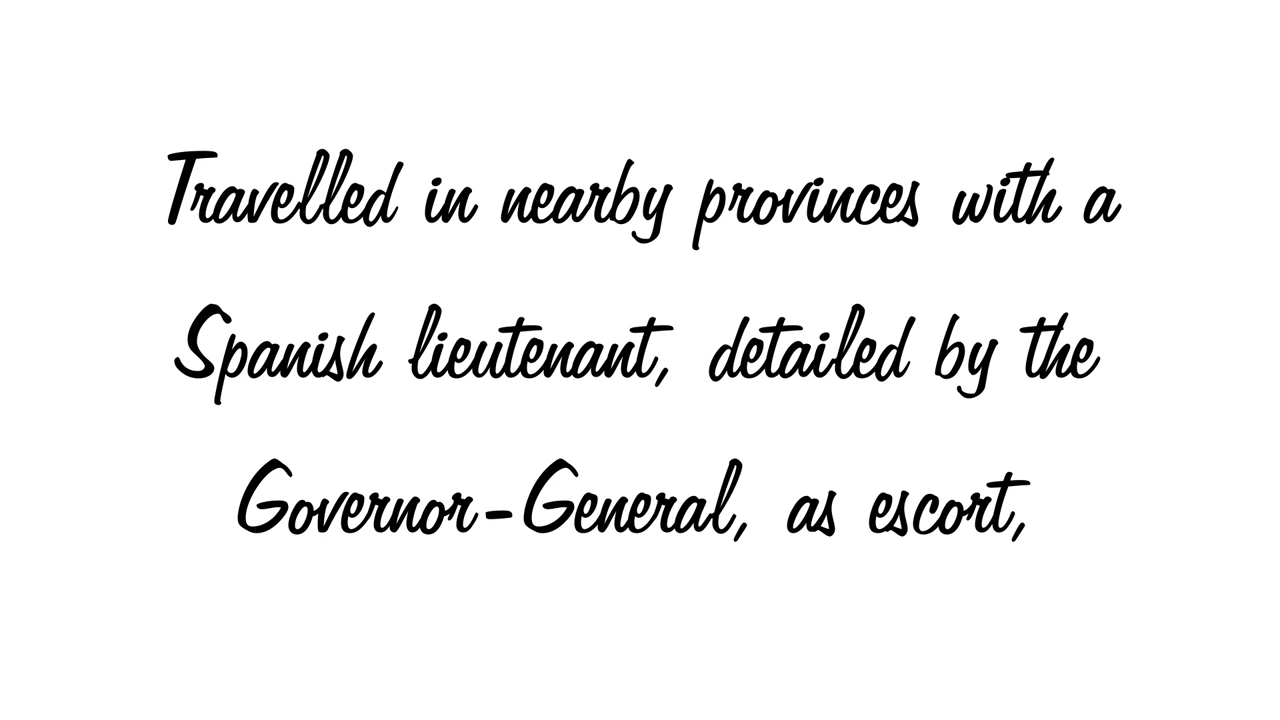 Travelled in nearby provinces with a
Spanish lieutenant, detailed by the
Governor-General, as escort,